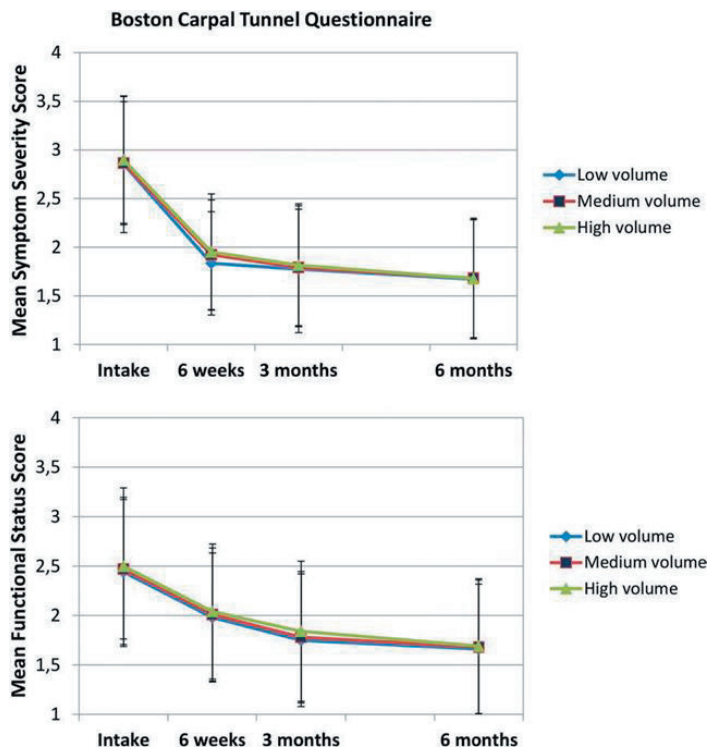 Boston Carpal Tunnel Questionnaire
Mean Symptom Severity Score
4
3,5
3
2,5
2
1,5
1
Intake 6 weeks 3 months 6 months
Low volume
Medium volume
High volume
Mean Functional Status Score
4
3,5
3
2,5
2
1,5
1
Intake 6 weeks 3 months 6 months
Low volume
Medium volume
High volume